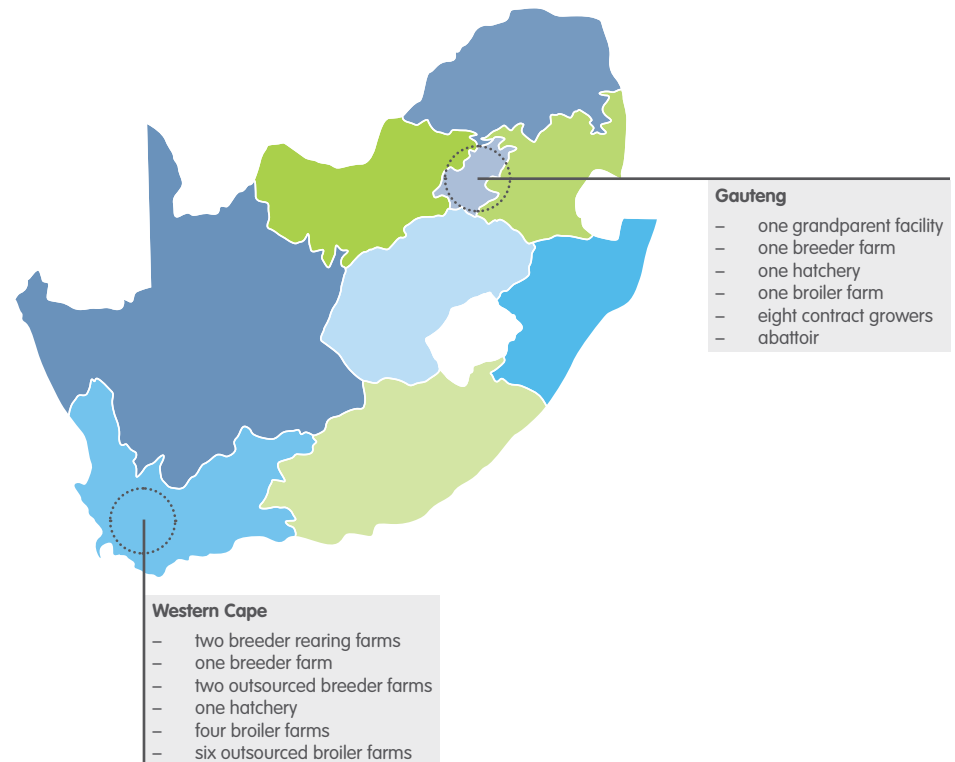 Gauteng
– one grandparent facility
– one breeder farm
– one hatchery
– one broiler farm
– eight contract growers
– abattoir
Western Cape
– two breeder rearing farms
– one breeder farm
– two outsourced breeder farms
– one hatchery
– four broiler farms
– six outsourced broiler farms